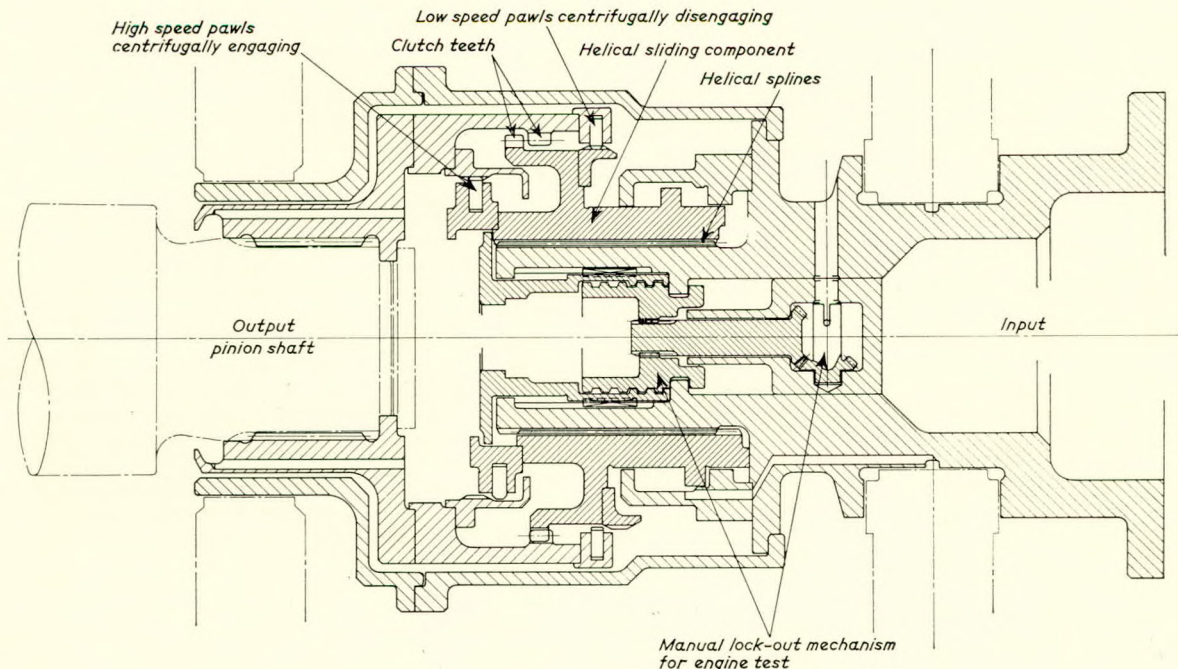 Low speed pawls centrifugally disengaging
High speed pawls
centrifugally engaging
Clutch teeth
Helical sliding component
Helical splines
Output
pinion shaft
Input
Manual lock-out mechanism
for engine test